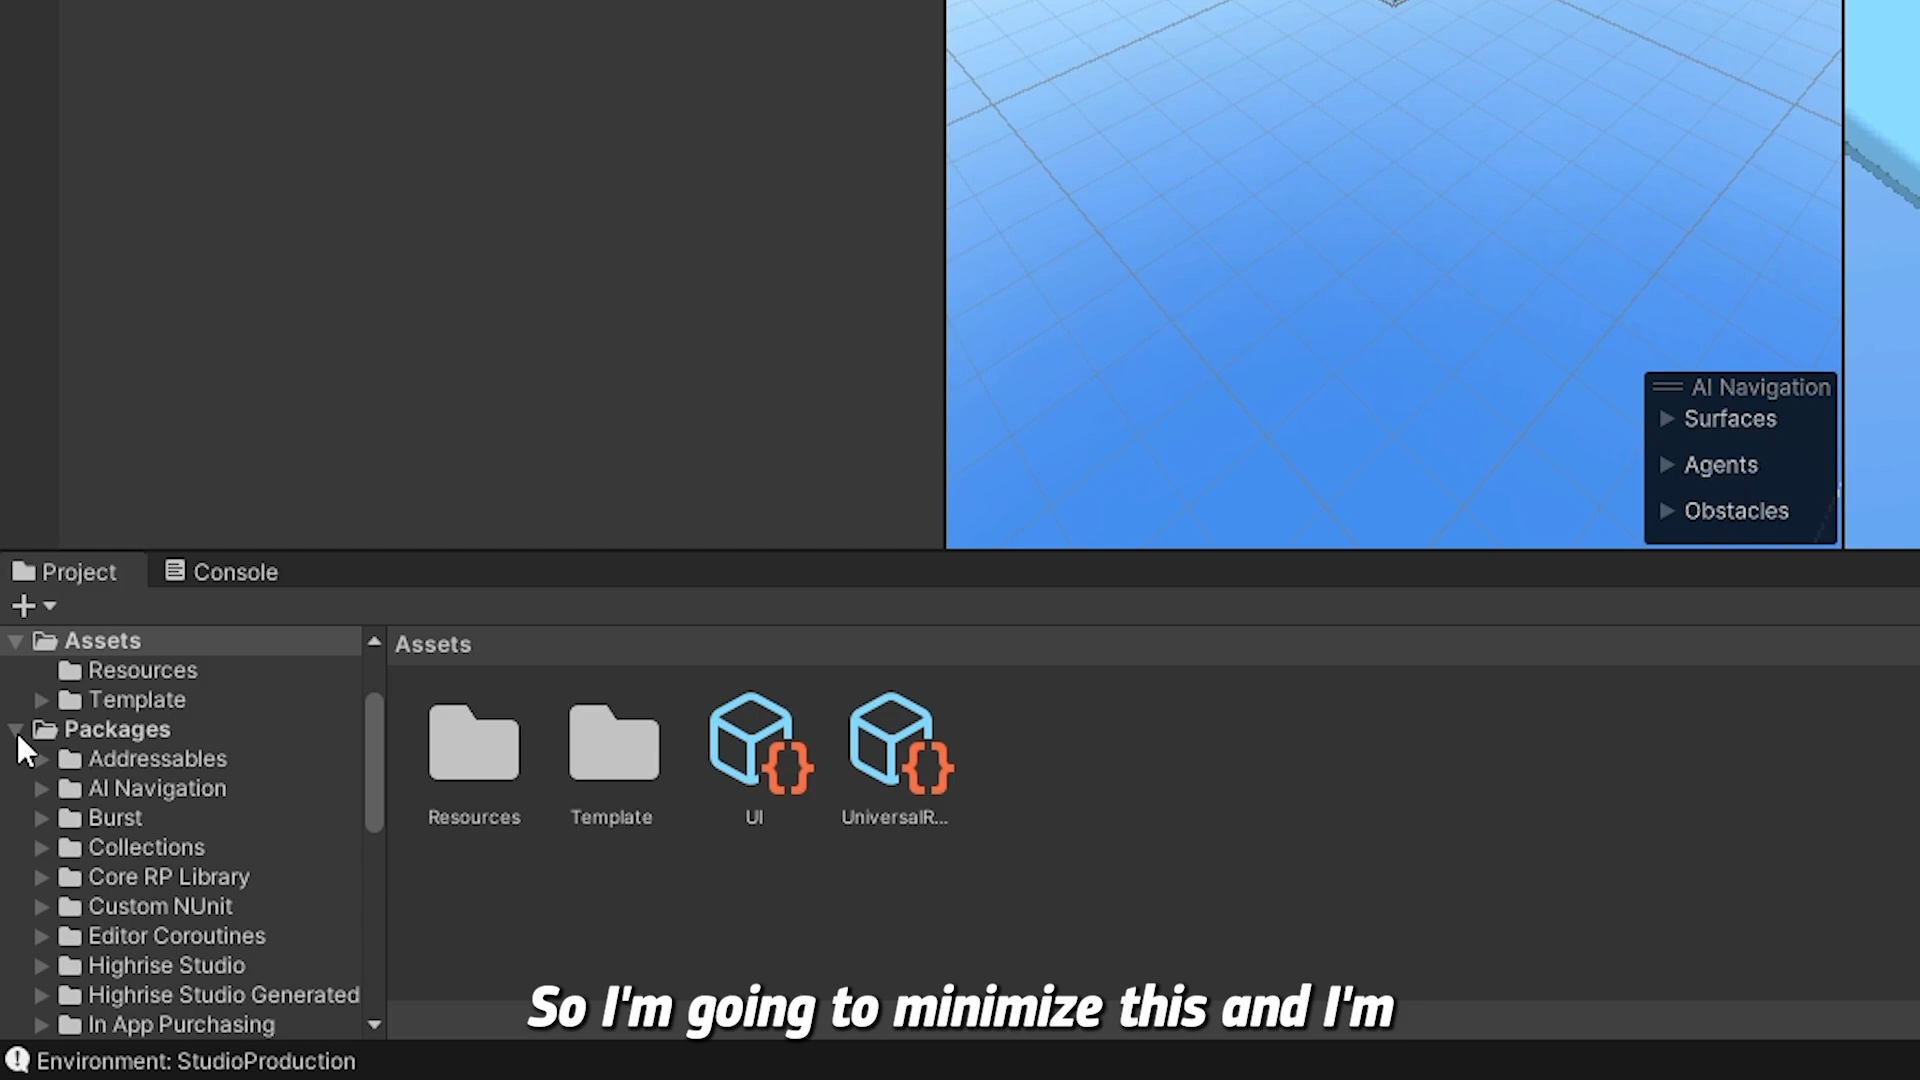 AI Navigation
Surfaces
Agents
Obstacles
Project
Console
Assets
Resources
Template
Packages
Addressables
AI Navigation
Burst
Collections
Core RP Library
Custom NUnit
Editor Coroutines
Highrise Studio
Highrise Studio Generated
In App Purchasing
Assets
Resources
Template
UI
UniversalR...
So I'm going to minimize this and I'm
Environment: StudioProduction